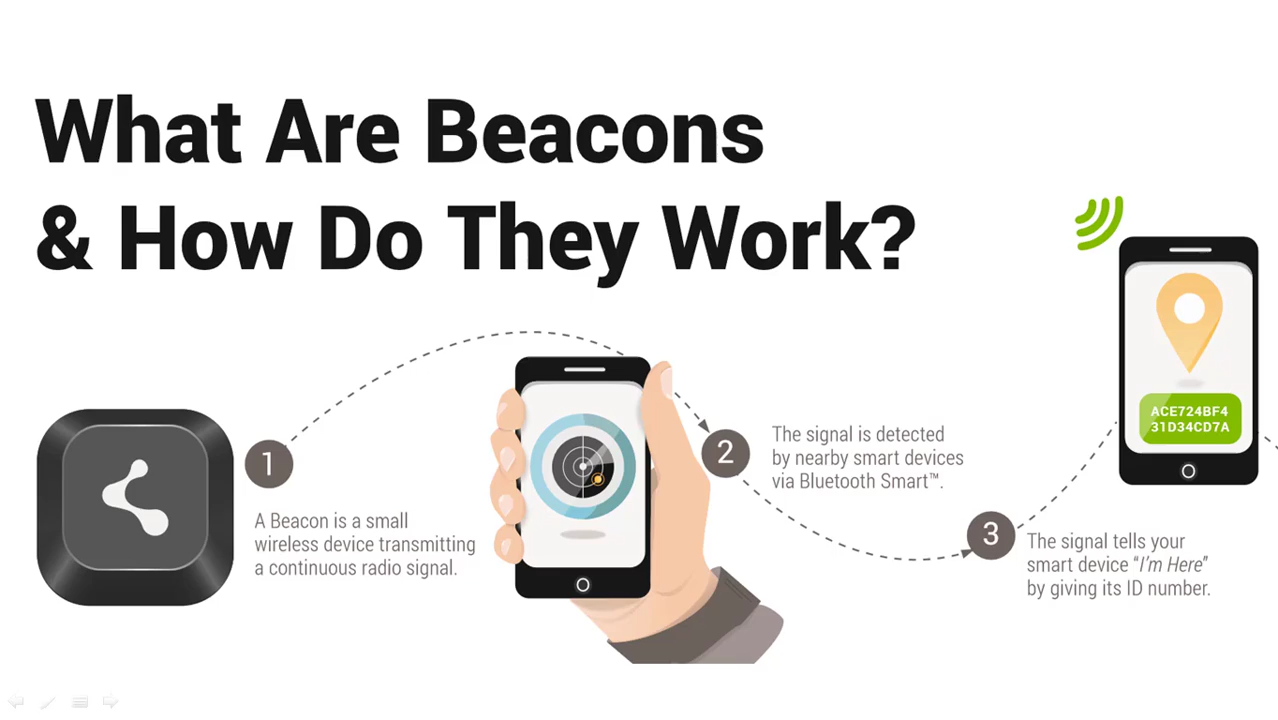 What Are Beacons
& How Do They Work?
1
A Beacon is a small
wireless device transmitting
a continuous radio signal.
2
The signal is detected
by nearby smart devices
via Bluetooth Smart™.
3
The signal tells your
smart device “I'm Here”
by giving its ID number.
ACE724BF4
31D34CD7A